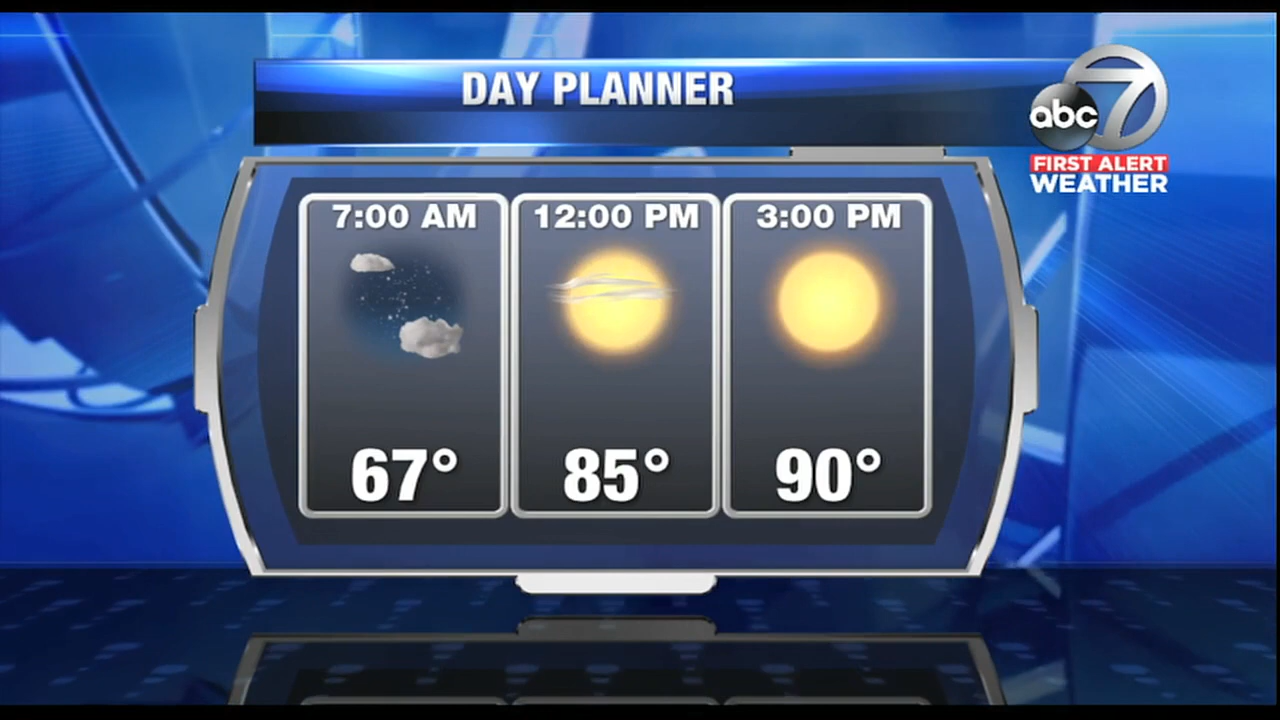 DAY PLANNER
abc 7
FIRST ALERT
WEATHER
7:00 AM
12:00 PM
3:00 PM
67°
85°
90°